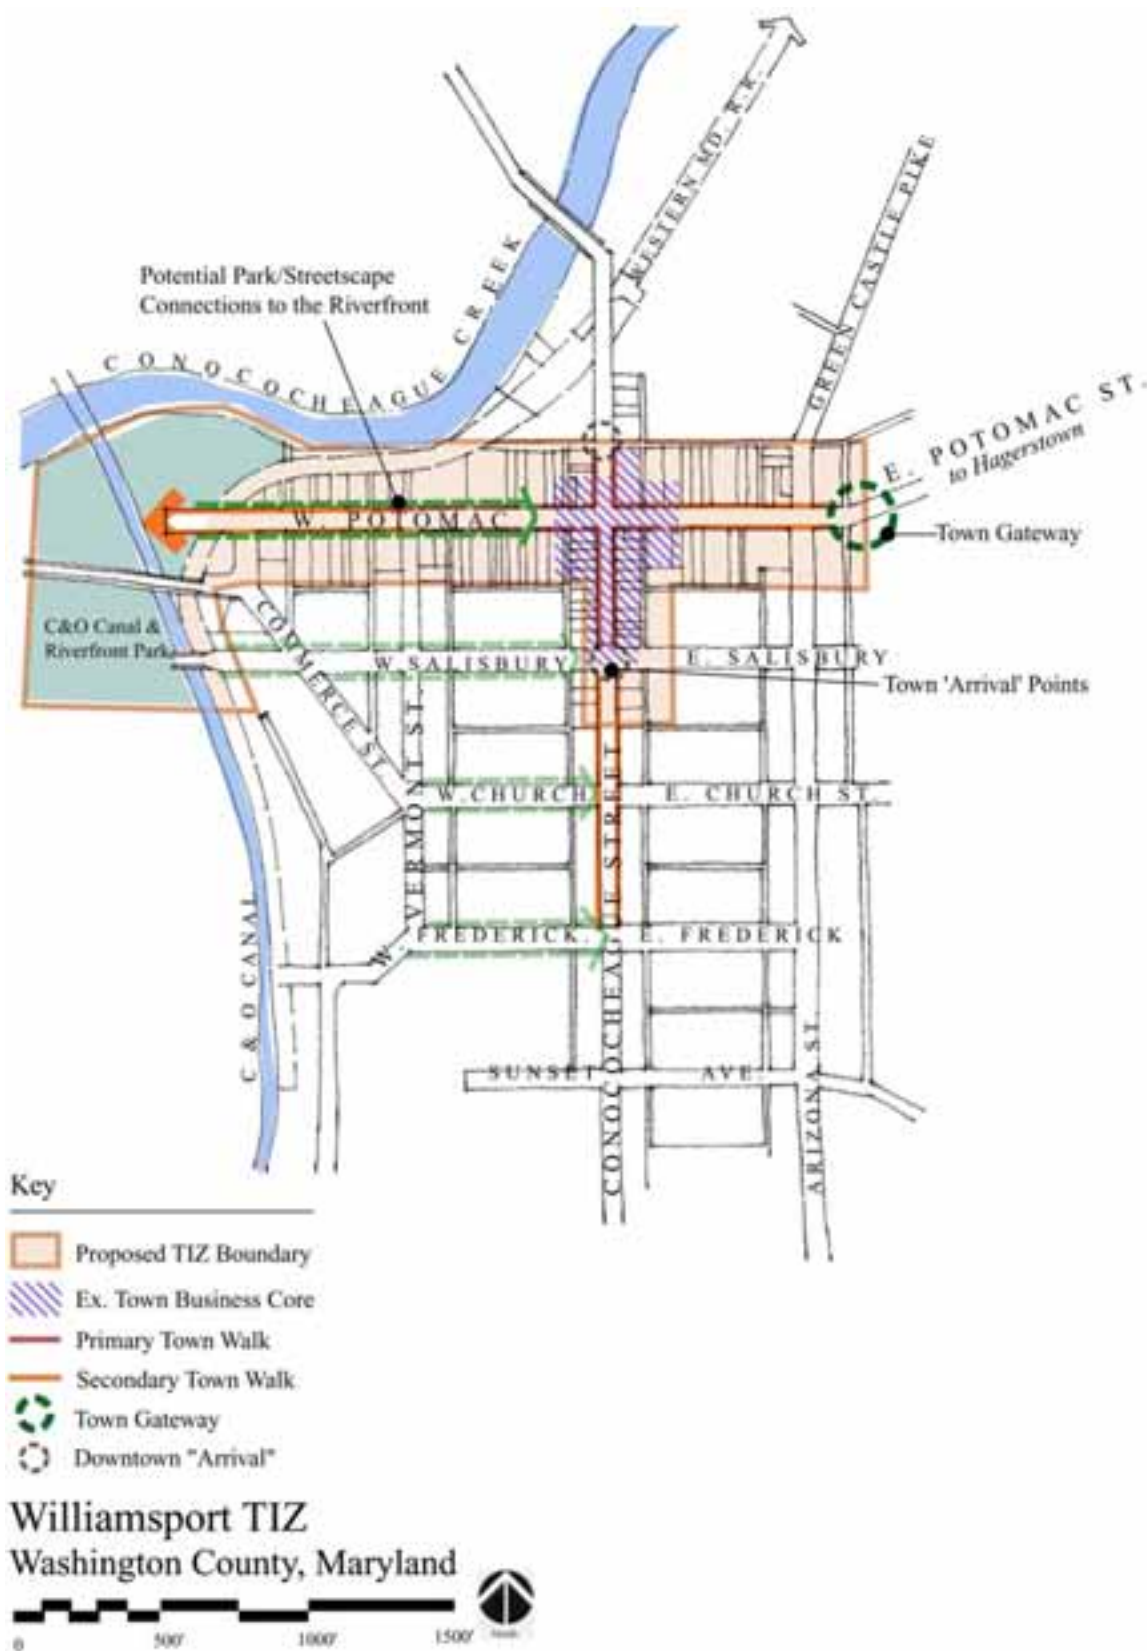 WESTERN MD. R.R.
GREEN CASTLE PIKE
Potential Park/Streetscape
Connections to the Riverfront
CONOCOCHEAGUE CREEK
E. POTOMAC ST.
to Hagerstown
W. POTOMAC
Town Gateway
C&O Canal &
Riverfront Park
COMMERCE ST.
W. SALISBURY
E. SALISBURY
Town 'Arrival' Points
VERMONT ST.
W. CHURCH
E. CHURCH ST.
CONOCOCHEAGUE STREET
W. FREDERICK.
E. FREDERICK
C & O CANAL
SUNSET AVE.
ARIZONA ST.
Key
Proposed TIZ Boundary
Ex. Town Business Core
Primary Town Walk
Secondary Town Walk
Town Gateway
Downtown "Arrival"
Williamsport TIZ
Washington County, Maryland
0 500' 1000' 1500'